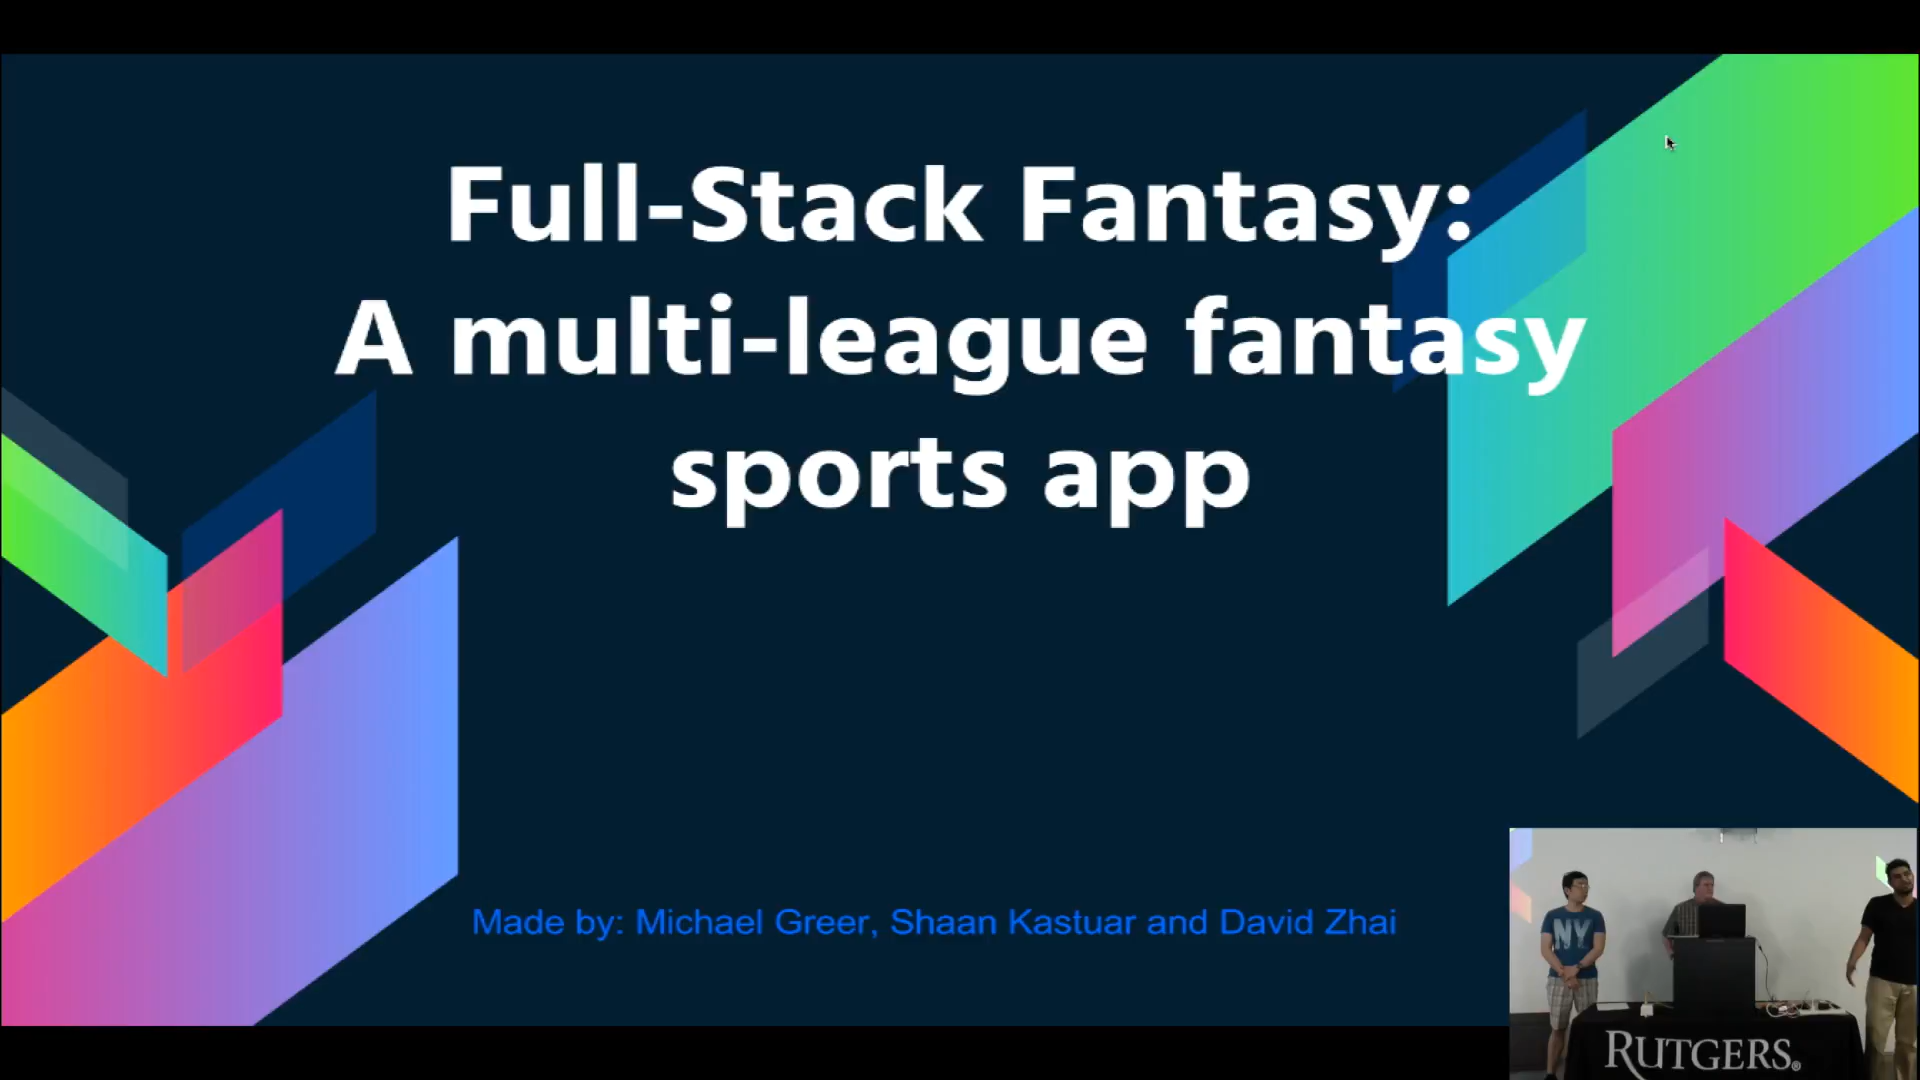 Full-Stack Fantasy:
A multi-league fantasy
sports app
Made by: Michael Greer, Shaan Kastuar and David Zhai
NY
RUTGERS®